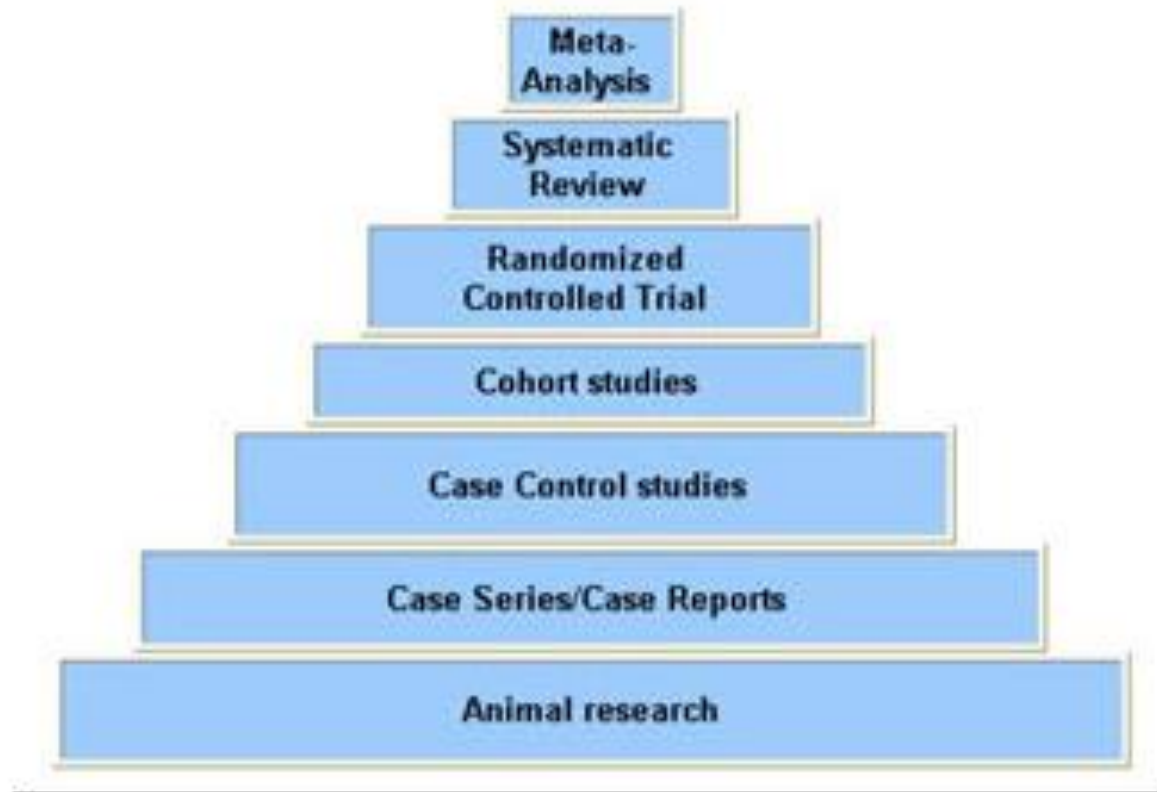 Meta-
Analysis
Systematic
Review
Randomized
Controlled Trial
Cohort studies
Case Control studies
Case Series/Case Reports
Animal research